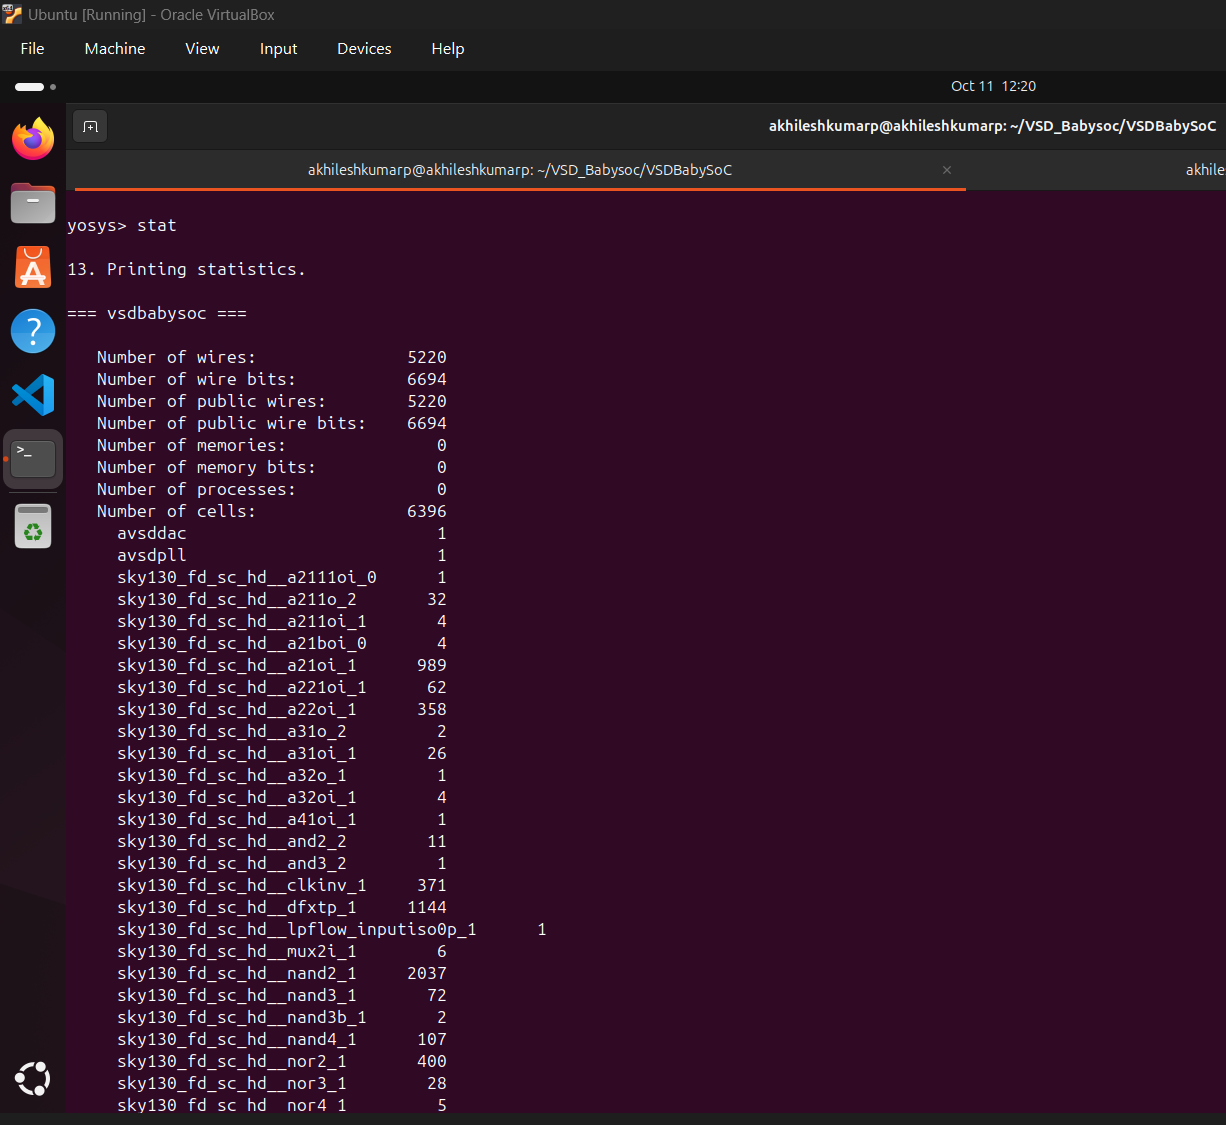 Ubuntu [Running] - Oracle VirtualBox
File Machine View Input Devices Help
Oct 11 12:20
akhileshkumarp@akhileshkumarp: ~/VSD_Babysoc/VSDBabySoC
akhileshkumarp@akhileshkumarp: ~/VSD_Babysoc/VSDBabySoC × akhile
yosys> stat
13. Printing statistics.
=== vsdbabysoc ===
Number of wires: 5220
Number of wire bits: 6694
Number of public wires: 5220
Number of public wire bits: 6694
Number of memories: 0
Number of memory bits: 0
Number of processes: 0
Number of cells: 6396
avsddac 1
avsdpll 1
sky130_fd_sc_hd__a2111oi_0 1
sky130_fd_sc_hd__a211o_2 32
sky130_fd_sc_hd__a211oi_1 4
sky130_fd_sc_hd__a21boi_0 4
sky130_fd_sc_hd__a21oi_1 989
sky130_fd_sc_hd__a221oi_1 62
sky130_fd_sc_hd__a22oi_1 358
sky130_fd_sc_hd__a31o_2 2
sky130_fd_sc_hd__a31oi_1 26
sky130_fd_sc_hd__a32o_1 1
sky130_fd_sc_hd__a32oi_1 4
sky130_fd_sc_hd__a41oi_1 1
sky130_fd_sc_hd__and2_2 11
sky130_fd_sc_hd__and3_2 1
sky130_fd_sc_hd__clkinv_1 371
sky130_fd_sc_hd__dfxtp_1 1144
sky130_fd_sc_hd__lpflow_inputiso0p_1 1
sky130_fd_sc_hd__mux2i_1 6
sky130_fd_sc_hd__nand2_1 2037
sky130_fd_sc_hd__nand3_1 72
sky130_fd_sc_hd__nand3b_1 2
sky130_fd_sc_hd__nand4_1 107
sky130_fd_sc_hd__nor2_1 400
sky130_fd_sc_hd__nor3_1 28
sky130_fd_sc_hd__nor4_1 5